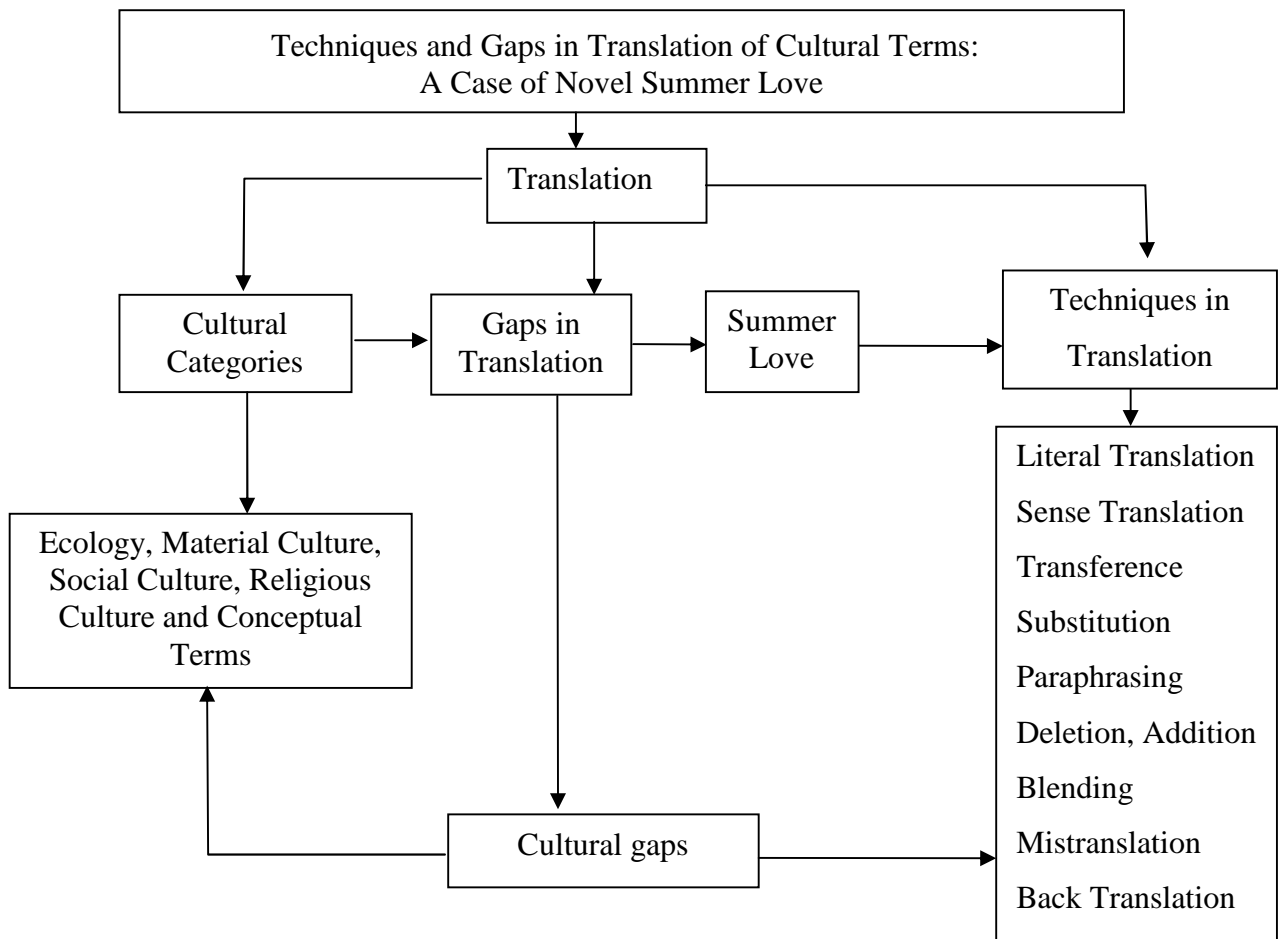 Techniques and Gaps in Translation of Cultural Terms:
A Case of Novel Summer Love
Translation
Cultural
Categories
Gaps in
Translation
Summer
Love
Techniques in
Translation
Ecology, Material Culture,
Social Culture, Religious
Culture and Conceptual
Terms
Literal Translation
Sense Translation
Transference
Substitution
Paraphrasing
Deletion, Addition
Blending
Mistranslation
Back Translation
Cultural gaps